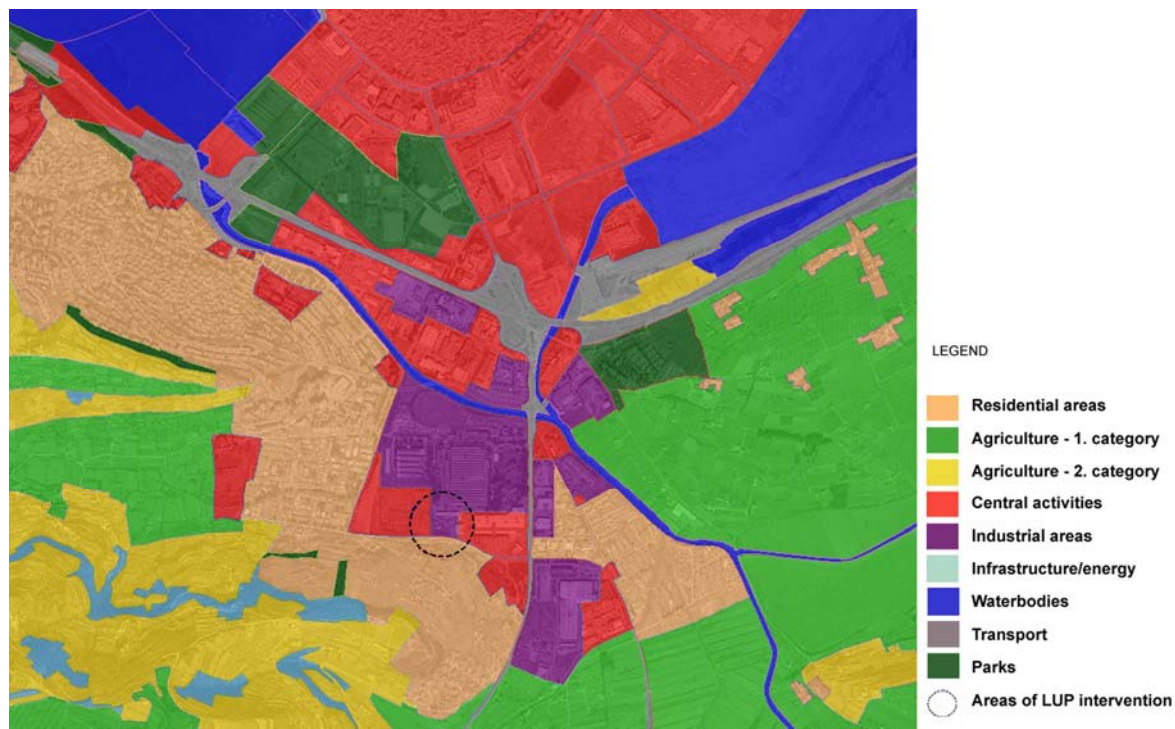 LEGEND
Residential areas
Agriculture - 1. category
Agriculture - 2. category
Central activities
Industrial areas
Infrastructure/energy
Waterbodies
Transport
Parks
Areas of LUP intervention